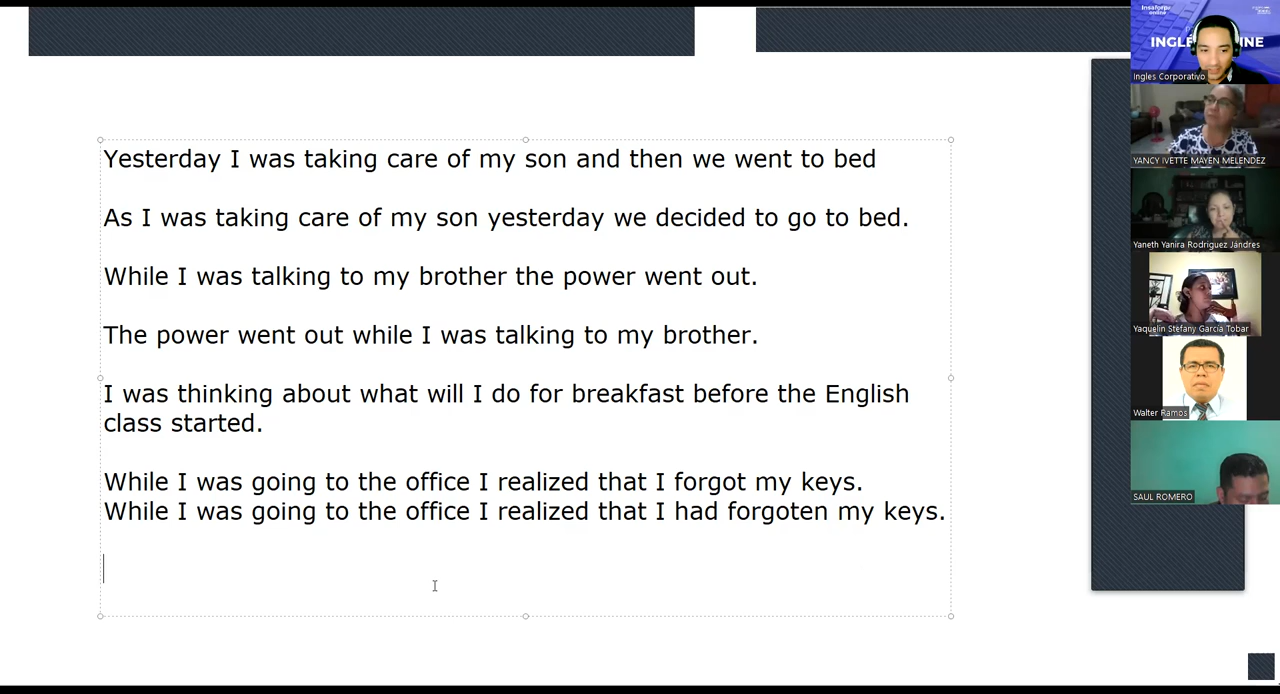 Insaforp
online
INGLE INE
Ingles Corporativo
YANCY IVETTE MAYEN MELENDEZ
Yaneth Yanira Rodriguez Jandres
Yaquelin Stefany García Tobar
Walter Ramos
SAUL ROMERO
Yesterday I was taking care of my son and then we went to bed
As I was taking care of my son yesterday we decided to go to bed.
While I was talking to my brother the power went out.
The power went out while I was talking to my brother.
I was thinking about what will I do for breakfast before the English
class started.
While I was going to the office I realized that I forgot my keys.
While I was going to the office I realized that I had forgoten my keys.